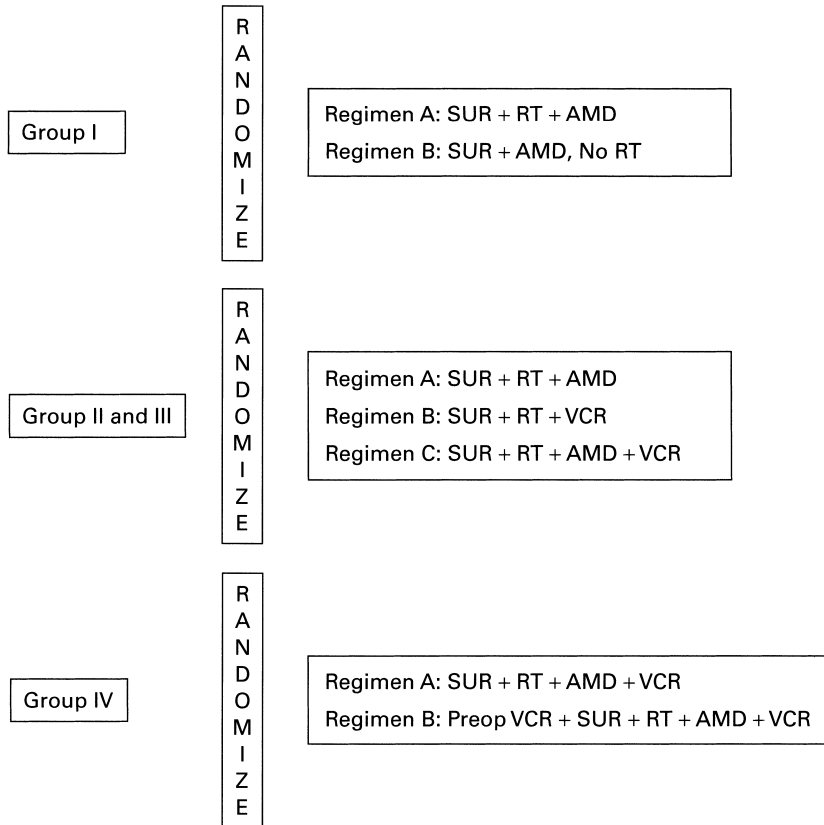 Group I
R
A
N
D
O
M
I
Z
E
Regimen A: SUR + RT + AMD
Regimen B: SUR + AMD, No RT
Group II and III
R
A
N
D
O
M
I
Z
E
Regimen A: SUR + RT + AMD
Regimen B: SUR + RT + VCR
Regimen C: SUR + RT + AMD + VCR
Group IV
R
A
N
D
O
M
I
Z
E
Regimen A: SUR + RT + AMD + VCR
Regimen B: Preop VCR + SUR + RT + AMD + VCR